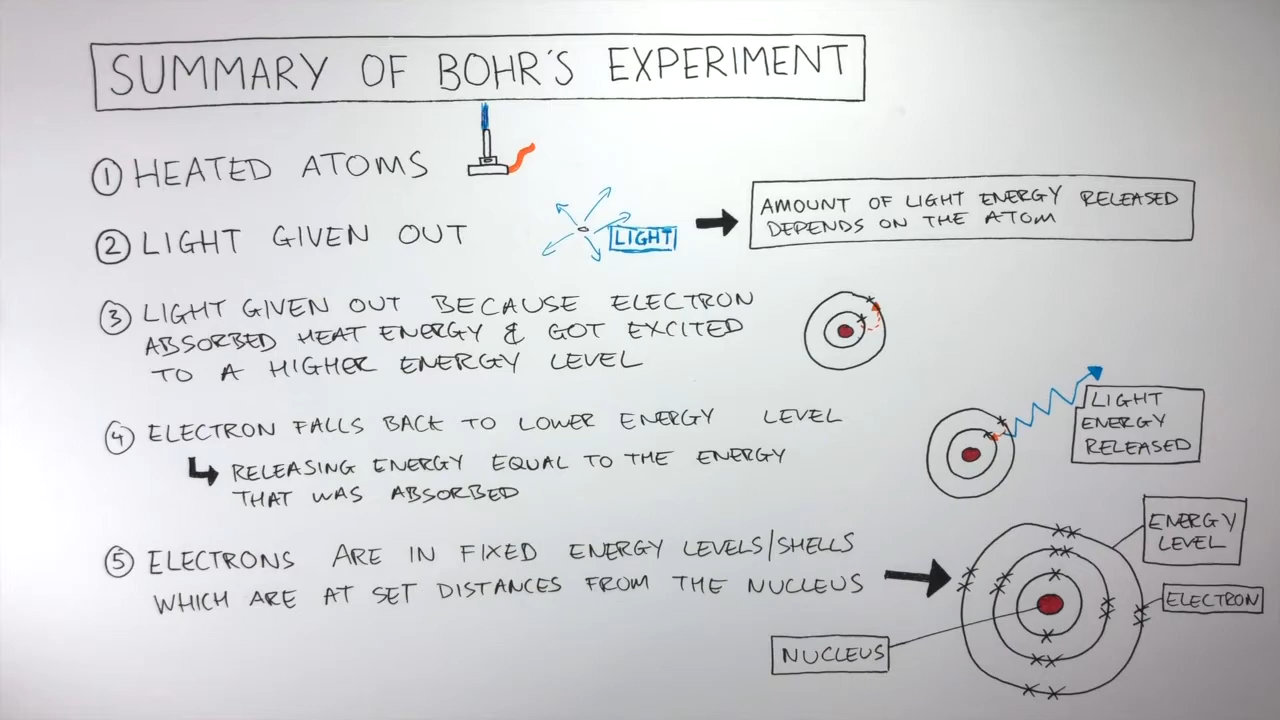 SUMMARY OF BOHR'S EXPERIMENT
① HEATED ATOMS
② LIGHT GIVEN OUT
LIGHT
AMOUNT OF LIGHT ENERGY RELEASED
DEPENDS ON THE ATOM
③ LIGHT GIVEN OUT BECAUSE ELECTRON
ABSORBED HEAT ENERGY & GOT EXCITED
TO A HIGHER ENERGY LEVEL
④ ELECTRON FALLS BACK TO LOWER ENERGY LEVEL
RELEASING ENERGY EQUAL TO THE ENERGY
THAT WAS ABSORBED
LIGHT
ENERGY
RELEASED
⑤ ELECTRONS ARE IN FIXED ENERGY LEVELS/SHELLS
WHICH ARE AT SET DISTANCES FROM THE NUCLEUS
ENERGY
LEVEL
ELECTRON
NUCLEUS